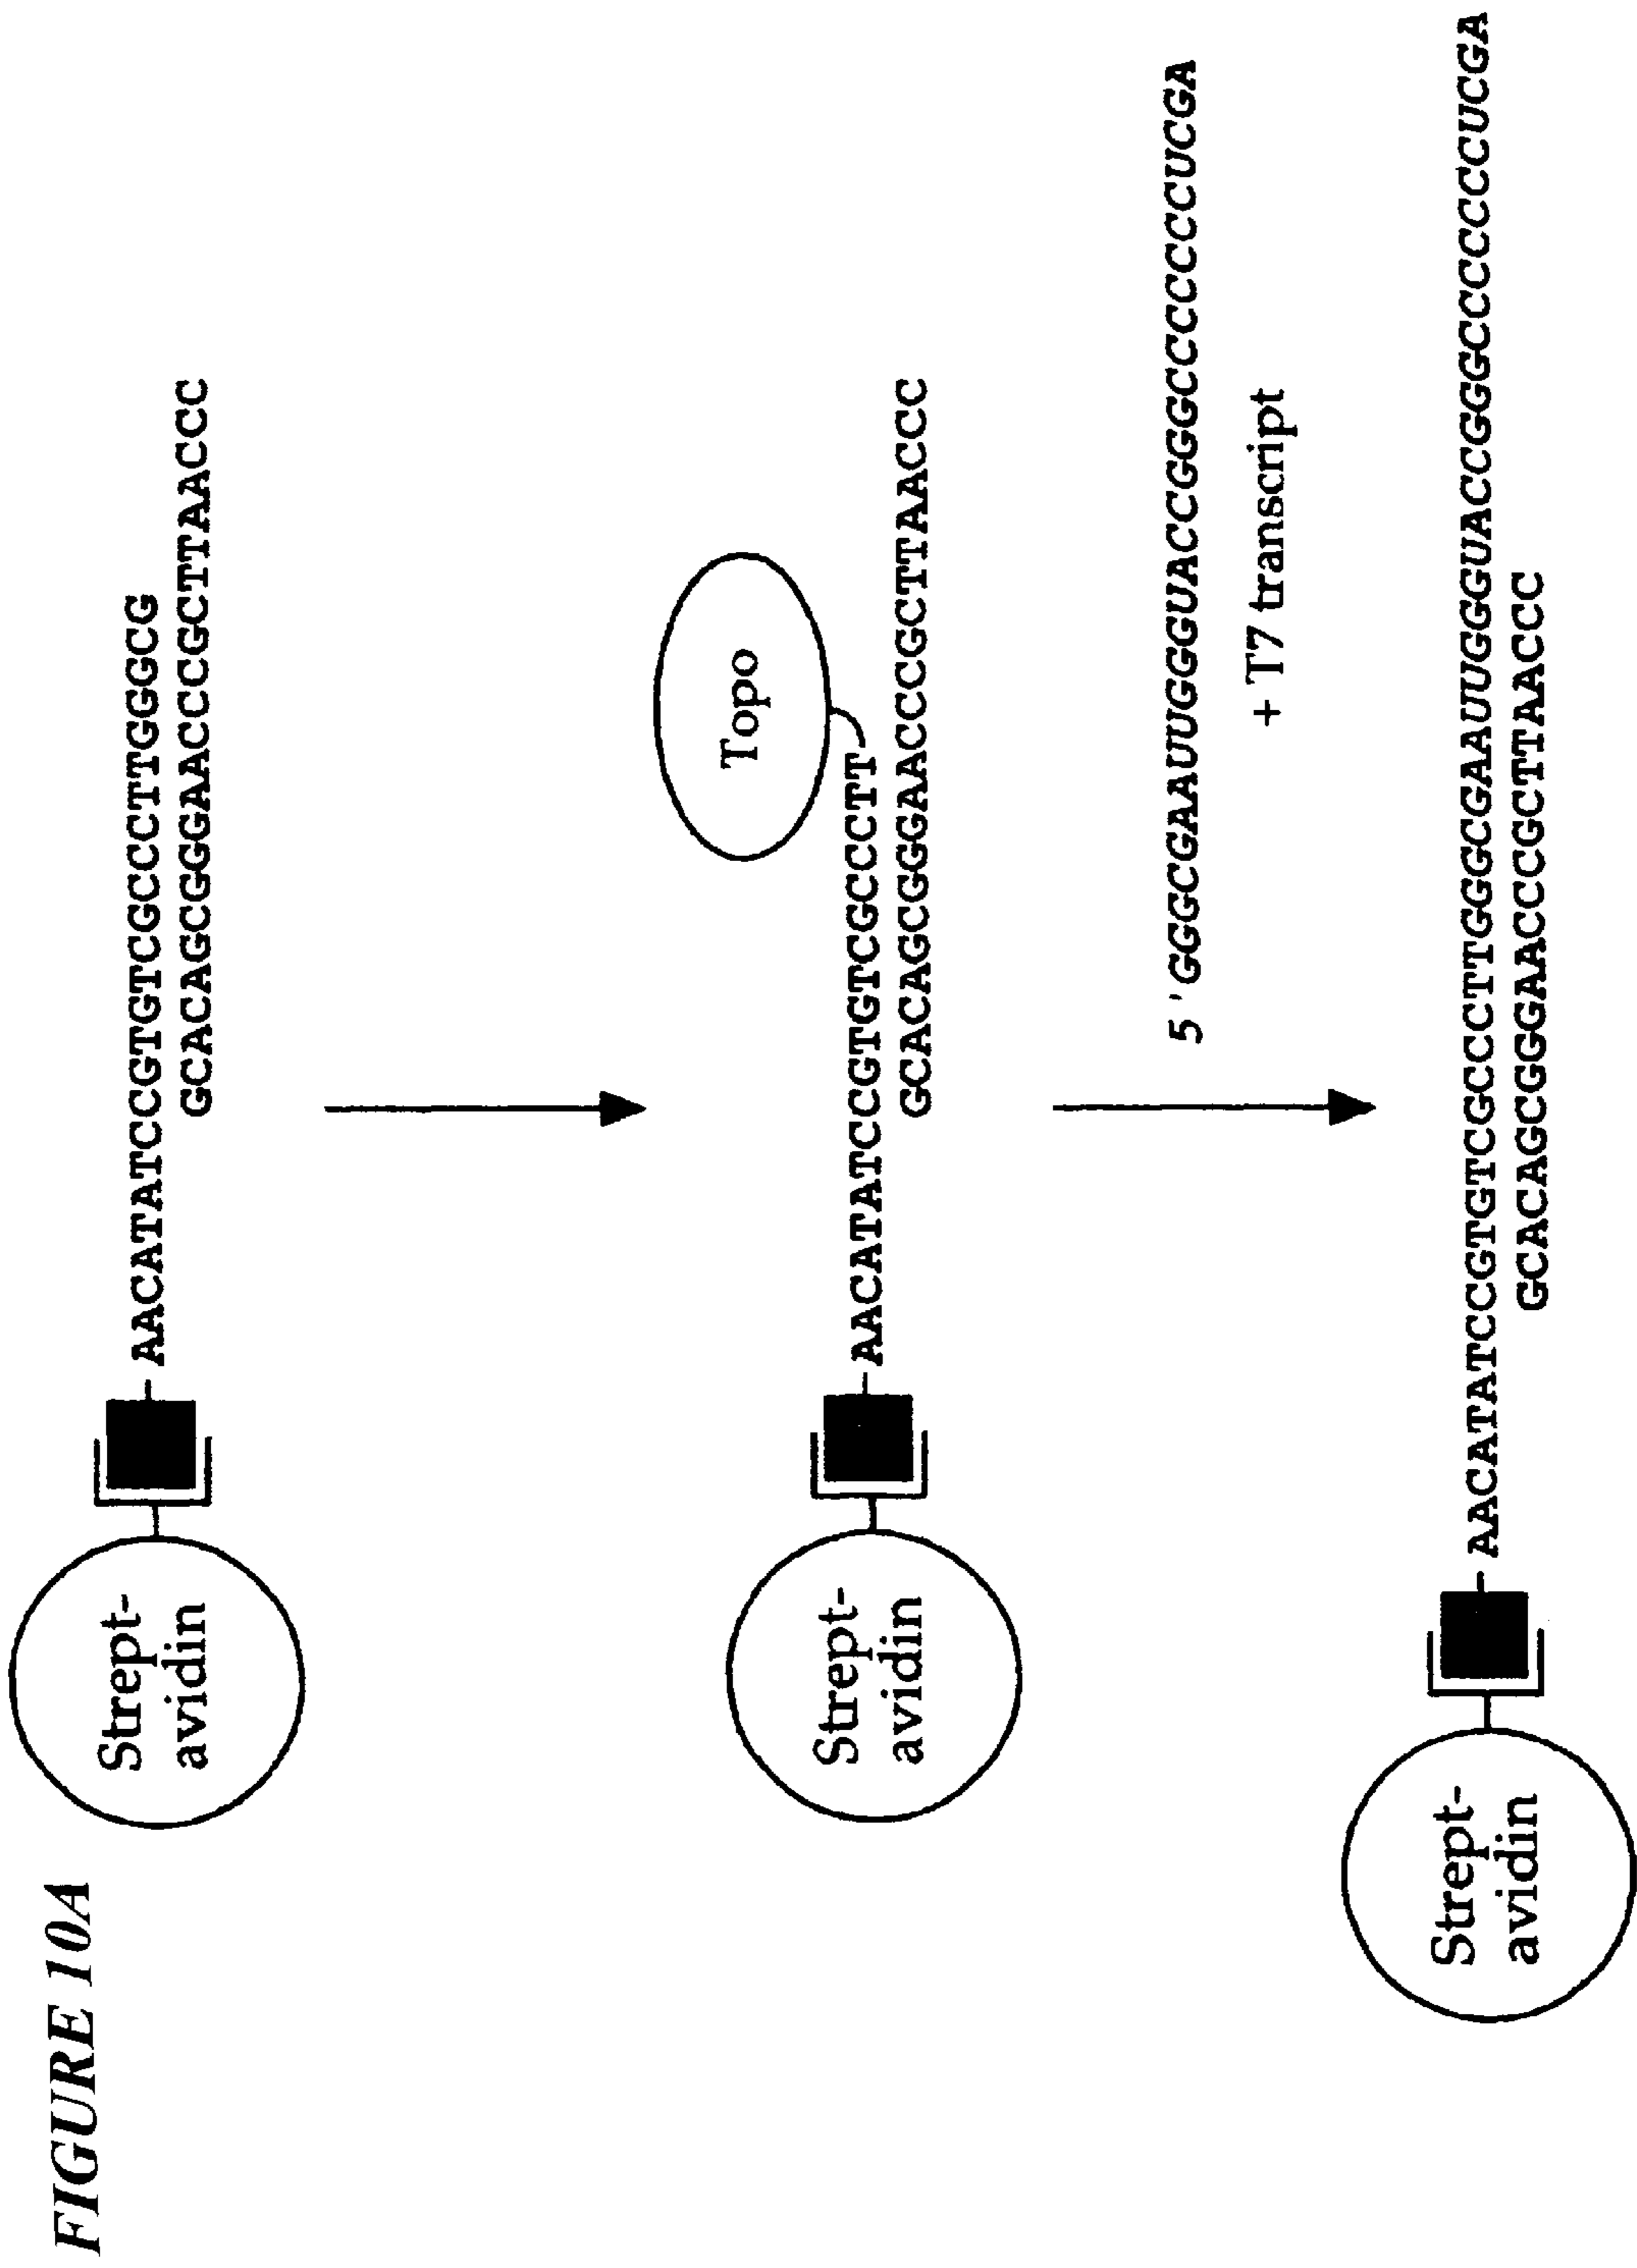 FIGURE 10A
Strept-
avidin
AACATATCCGTGTCGCCCTTGGGCG
GCACAGCGGGAACCCGCTTAACCC
Topo
Strept-
avidin
AACATATCCGTGTCGCCCTT
GCACAGCGGGAACCCGCTTAACCC
5'GGGCGAAUUGGGUACCGGGCCCCCCCUCGA
+ T7 transcript
Strept-
avidin
AACATATCCGTGTCGCCCTTGGGCGAAUUGGGUACCGGGCCCCCCCUCGA
GCACAGCGGGAACCCGCTTAACCC